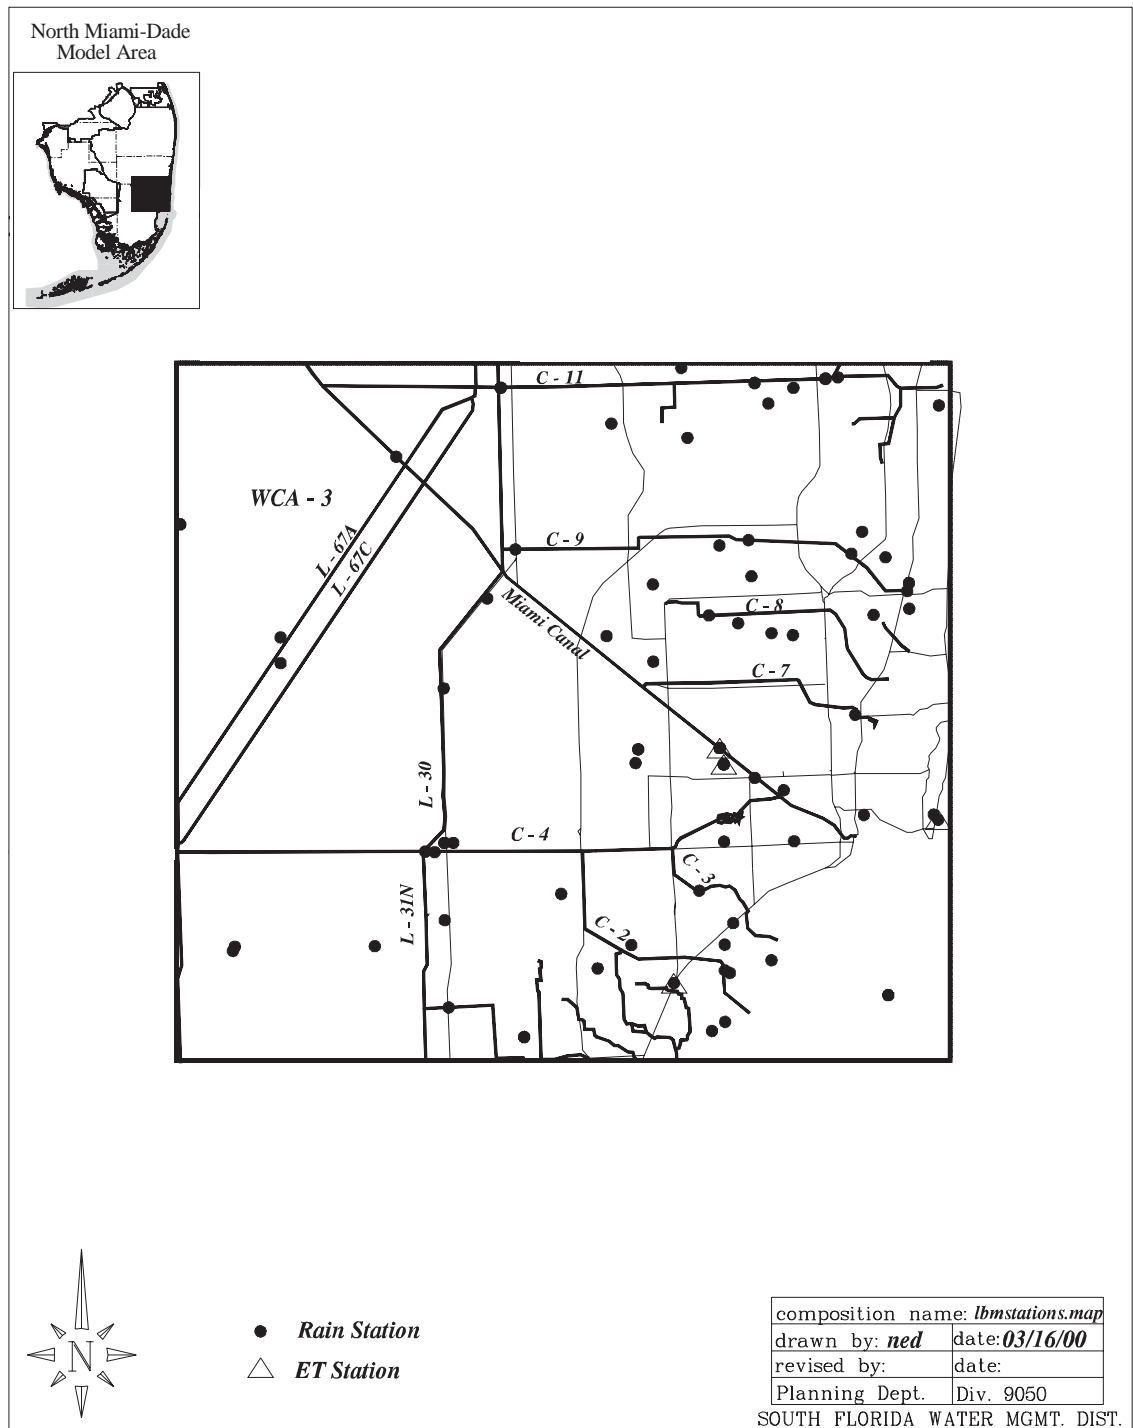 North Miami-Dade
Model Area
C - 11
WCA - 3
L - 67A
L - 67C
C - 9
Miami Canal
C - 8
C - 7
L - 30
C - 4
C - 3
L - 31N
C - 2
N
Rain Station
ET Station
composition name: lbmstations.map
drawn by: ned date: 03/16/00
revised by: date:
Planning Dept. Div. 9050
SOUTH FLORIDA WATER MGMT. DIST.